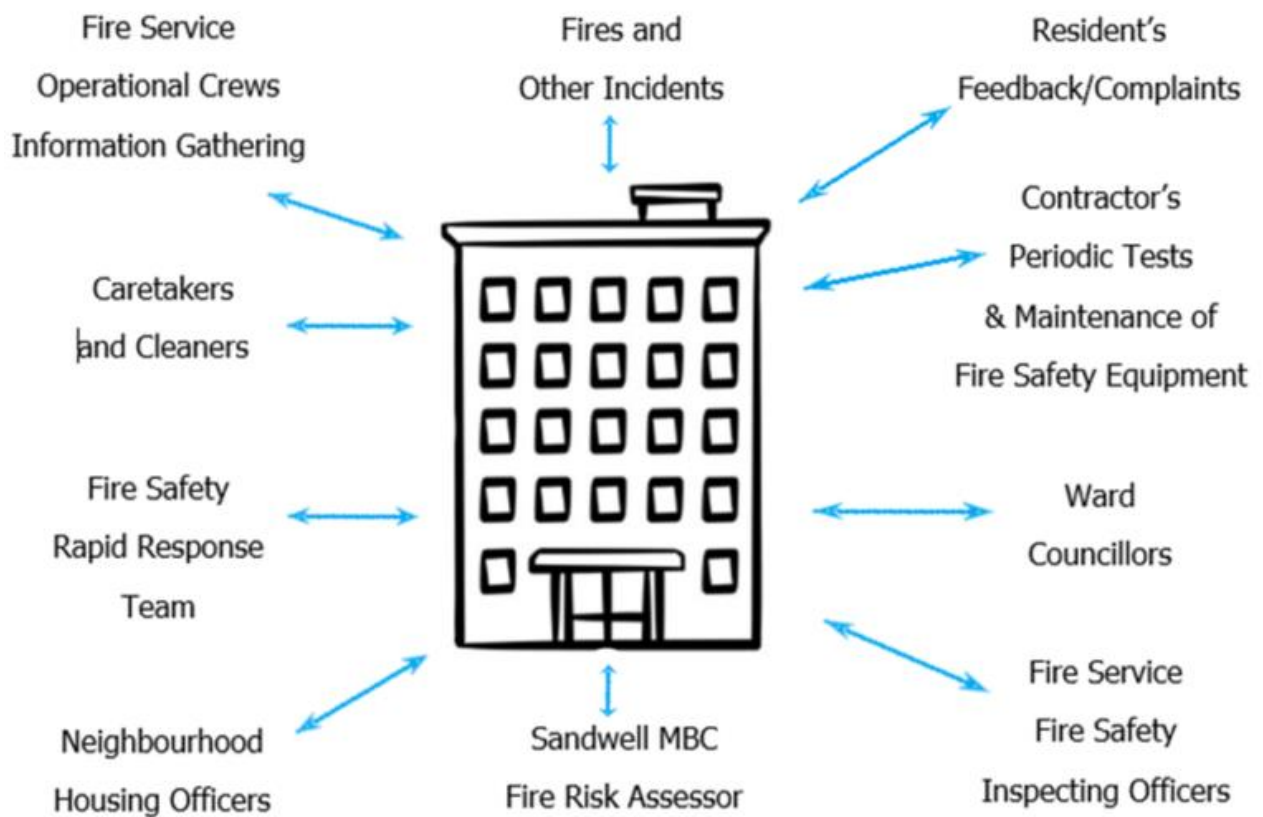 Fire Service
Operational Crews
Information Gathering
Fires and
Other Incidents
Resident's
Feedback/Complaints
Contractor's
Periodic Tests
& Maintenance of
Fire Safety Equipment
Caretakers
and Cleaners
Fire Safety
Rapid Response
Team
Ward
Councillors
Neighbourhood
Housing Officers
Sandwell MBC
Fire Risk Assessor
Fire Service
Fire Safety
Inspecting Officers